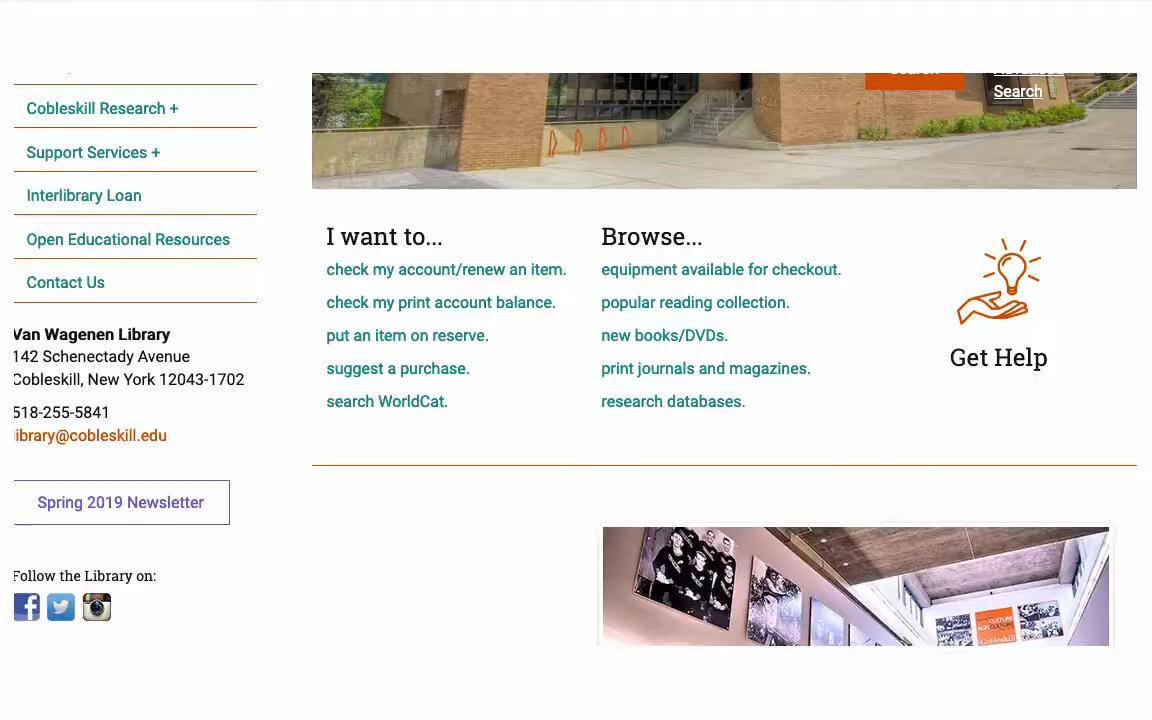 Search
Cobleskill Research +
Support Services +
Interlibrary Loan
Open Educational Resources
Contact Us
Van Wagenen Library
142 Schenectady Avenue
Cobleskill, New York 12043-1702
518-255-5841
library@cobleskill.edu
Spring 2019 Newsletter
Follow the Library on:
I want to...
check my account/renew an item.
check my print account balance.
put an item on reserve.
suggest a purchase.
search WorldCat.
Browse...
equipment available for checkout.
popular reading collection.
new books/DVDs.
print journals and magazines.
research databases.
Get Help
CULTURE
AGRICULTURE
Cobleskill